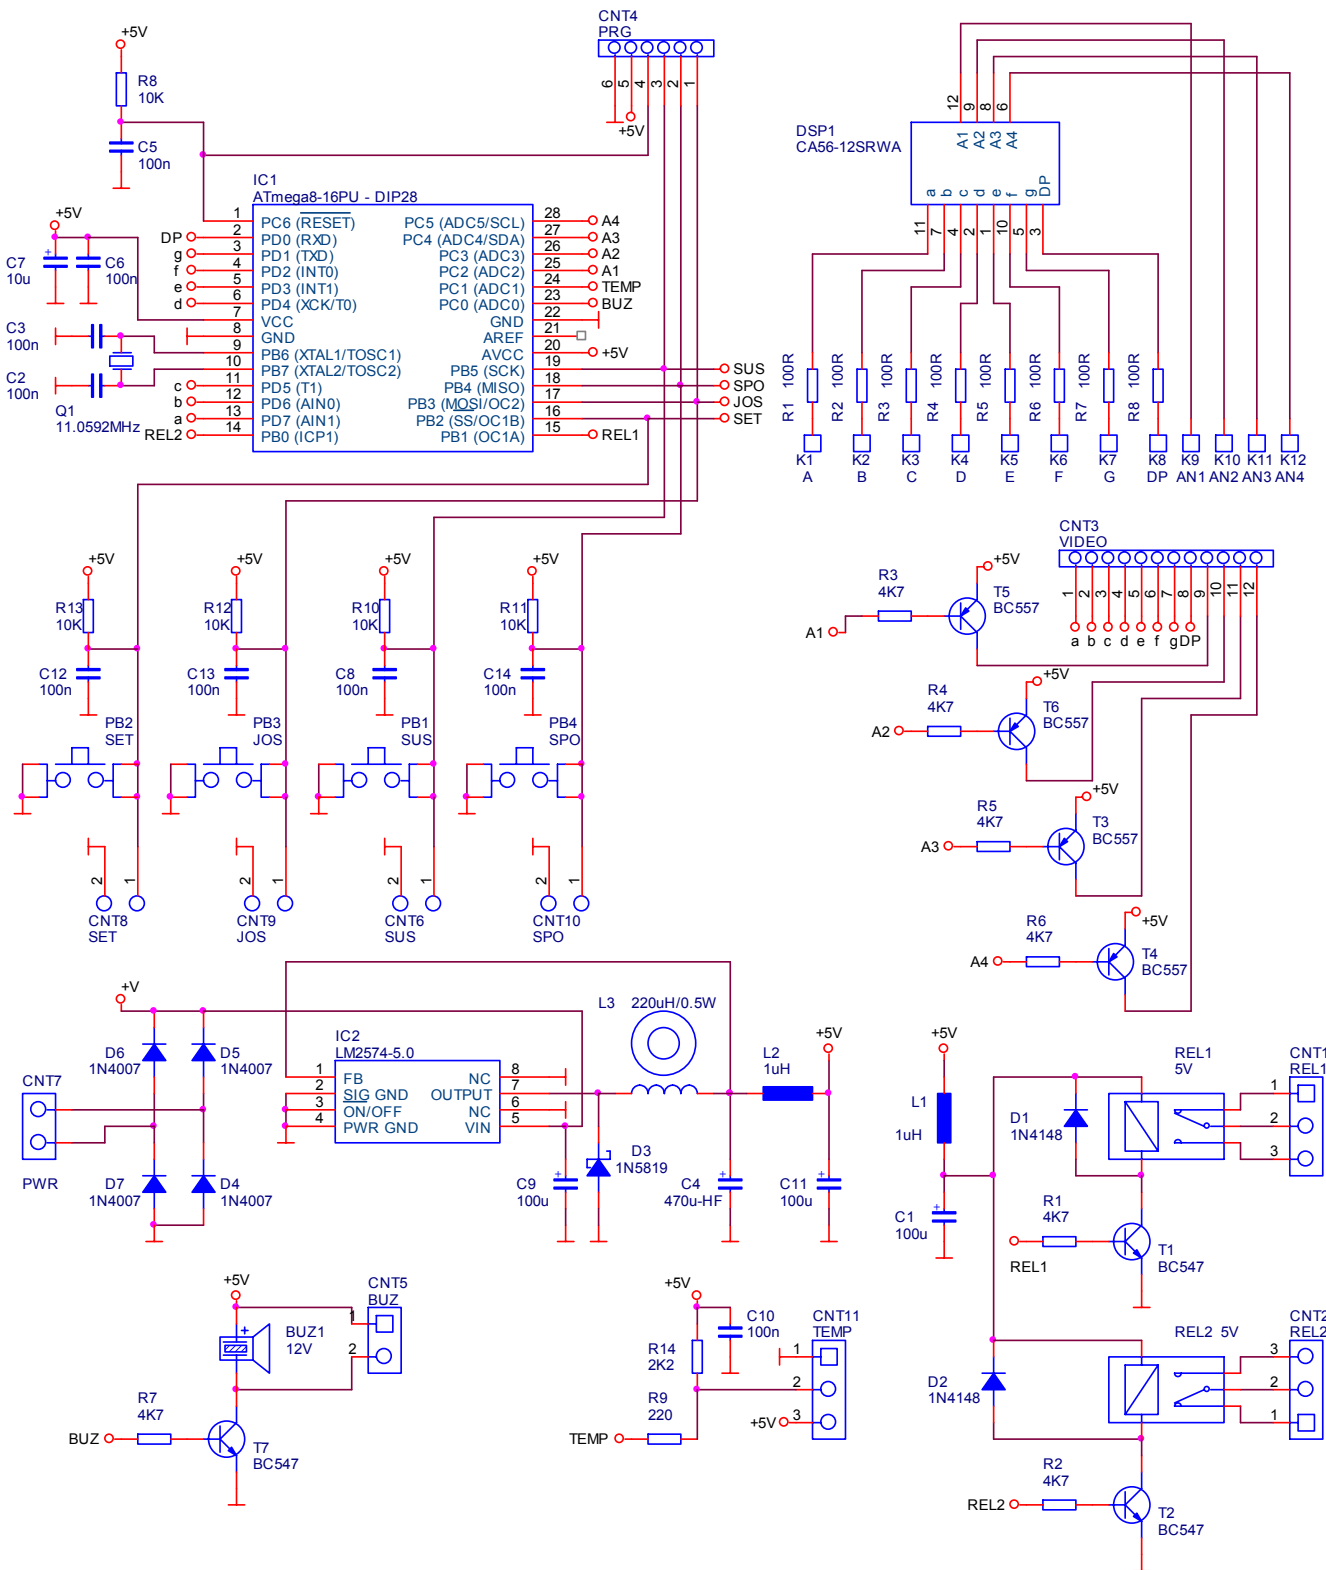 +5V
R8
10K
C5
100n
CNT4
PRG
6
5
4
3
2
1
+5V
DSP1
CA56-12SRWA
12
9
8
6
A1
A2
A3
A4
a
b
c
d
e
f
g
DP
11
7
4
2
1
10
5
3
R1 100R
R2 100R
R3 100R
R4 100R
R5 100R
R6 100R
R7 100R
R8 100R
K1
K2
K3
K4
K5
K6
K7
K8
K9
K10
K11
K12
A
B
C
D
E
F
G
DP
AN1
AN2
AN3
AN4
IC1
ATmega8-16PU - DIP28
1
2
3
4
5
6
7
8
9
10
11
12
13
14
PC6 (RESET)
PD0 (RXD)
PD1 (TXD)
PD2 (INT0)
PD3 (INT1)
PD4 (XCK/T0)
VCC
GND
PB6 (XTAL1/TOSC1)
PB7 (XTAL2/TOSC2)
PD5 (T1)
PD6 (AIN0)
PD7 (AIN1)
PB0 (ICP1)
PC5 (ADC5/SCL)
PC4 (ADC4/SDA)
PC3 (ADC3)
PC2 (ADC2)
PC1 (ADC1)
PC0 (ADC0)
GND
AREF
AVCC
PB5 (SCK)
PB4 (MISO)
PB3 (MOSI/OC2)
PB2 (SS/OC1B)
PB1 (OC1A)
28
27
26
25
24
23
22
21
20
19
18
17
16
15
A4
A3
A2
A1
TEMP
BUZ
+5V
SUS
SPO
JOS
SET
REL1
DP
g
f
e
d
c
b
a
REL2
+5V
C7
10u
C6
100n
C3
100n
C2
100n
Q1
11.0592MHz
+5V
R13
10K
C12
100n
PB2
SET
2
1
CNT8
SET
+5V
R12
10K
C13
100n
PB3
JOS
2
1
CNT9
JOS
+5V
R10
10K
C8
100n
PB1
SUS
2
1
CNT6
SUS
+5V
R11
10K
C14
100n
PB4
SPO
2
1
CNT10
SPO
CNT3
VIDEO
1
2
3
4
5
6
7
8
9
10
11
12
a
b
c
d
e
f
g
DP
A1
R3
4K7
+5V
T5
BC557
A2
R4
4K7
+5V
T6
BC557
A3
R5
4K7
+5V
T3
BC557
A4
R6
4K7
+5V
T4
BC557
+V
D6
1N4007
D5
1N4007
CNT7
PWR
D7
1N4007
D4
1N4007
IC2
LM2574-5.0
1
2
3
4
FB
SIG GND
ON/OFF
PWR GND
NC
OUTPUT
NC
VIN
8
7
6
5
L3 220uH/0.5W
L2
1uH
+5V
D3
1N5819
C9
100u
C4
470u-HF
C11
100u
+5V
L1
1uH
C1
100u
D1
1N4148
REL1
5V
CNT1
REL1
1
2
3
R1
4K7
REL1
T1
BC547
REL2 5V
CNT2
REL2
3
2
1
D2
1N4148
R2
4K7
REL2
T2
BC547
+5V
CNT5
BUZ
1
2
BUZ1
12V
R7
4K7
BUZ
T7
BC547
+5V
C10
100n
R14
2K2
CNT11
TEMP
1
2
+5V
3
R9
220
TEMP